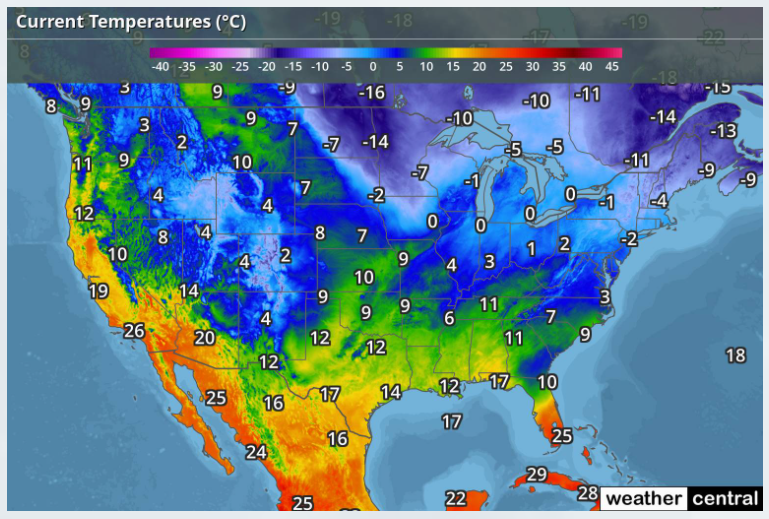 Current Temperatures (°C)
-19 -18 -19
8 4 -17 -22
-40 -35 -30 -25 -20 -15 -10 -5 0 5 10 15 20 25 30 35 40 45
-18
3 9 -9 -16 -10 -11 -15
8 9 3 9 7 -10 -14
2 -7 -14 -5 -5 -13
11 9 10 -7 -1 -11 -9 -9
4 4 7 -2 0 -1 -4
12 8 4 8 7 0 0 0 -2
10 4 2 9 4 3 1 2
19 14 10 9 9 9 6 11 3
26 20 4 12 12 7 9
12 11
18
25 16 17 14 12 17 10
17
24 16 25
25 22 29 28
weather central